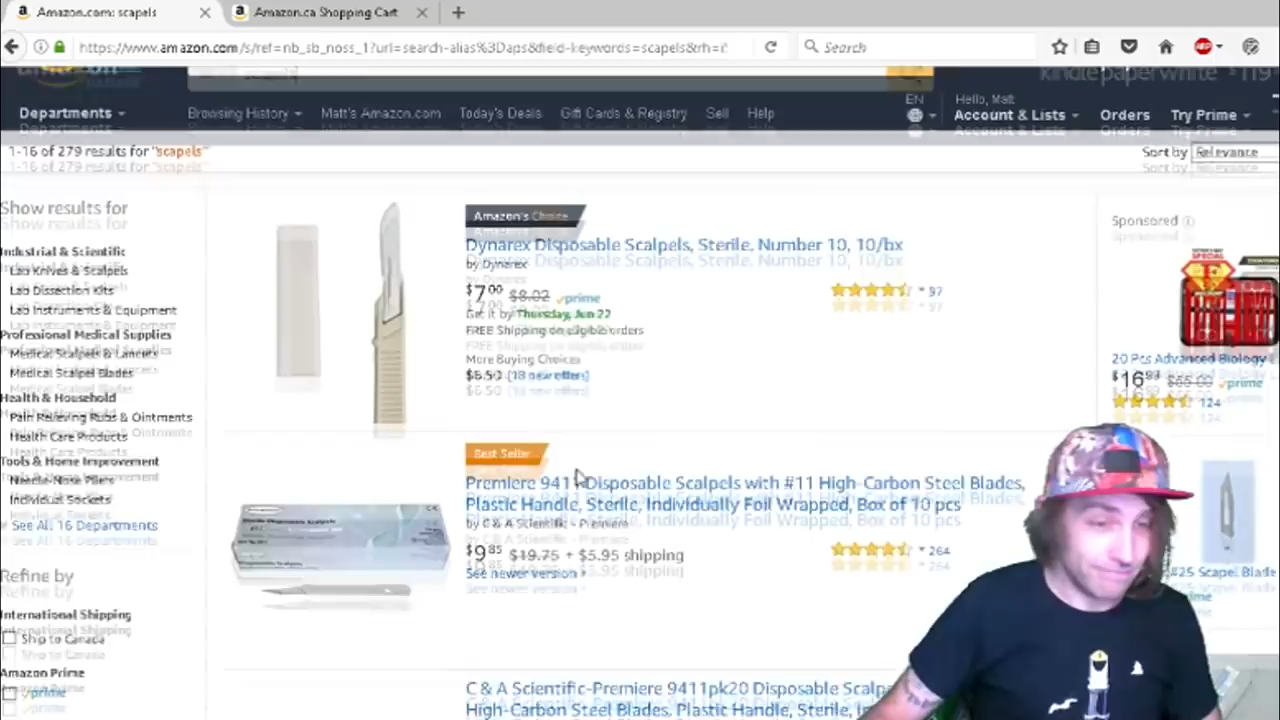 Amazon.com: scapels
Amazon.ca Shopping Cart
https://www.amazon.com/s/ref=nb_sb_noss_1?url=search-alias%3Daps&field-keywords=scapels&rh=i
Search
kindle paperwhite $119
Departments
Browsing History
Matt's Amazon.com
Today's Deals
Gift Cards & Registry
Sell
Help
EN
Hello, Matt
Account & Lists
Orders
Try Prime
1-16 of 279 results for "scapels"
Sort by Relevance
Show results for
Industrial & Scientific
Lab Knives & Scalpels
Lab Dissection Kits
Lab Instruments & Equipment
Professional Medical Supplies
Medical Scalpels & Lancets
Medical Scalpel Blades
Health & Household
Pain Relieving Rubs & Ointments
Health Care Products
Tools & Home Improvement
Needle-Nose Pliers
Individual Sockets
See All 16 Departments
Refine by
International Shipping
Ship to Canada
Amazon Prime
prime
Amazon's Choice
Dynarex Disposable Scalpels, Sterile, Number 10, 10/bx
by Dynarex
$7.00 $8.02 prime
Get it by Thursday, Jun 22
FREE Shipping on eligible orders
More Buying Choices
$6.50 (18 new offers)
97
Best Seller
Premiere 9411 Disposable Scalpels with #11 High-Carbon Steel Blades,
Plastic Handle, Sterile, Individually Foil Wrapped, Box of 10 pcs
by C & A Scientific - Premiere
$9.85 $19.75 + $5.95 shipping
See newer version
264
C & A Scientific-Premiere 9411pk20 Disposable Scalp
High-Carbon Steel Blades, Plastic Handle, Sterile, In
Sponsored
20 Pcs Advanced Biology
prime
124
#25 Scapel Blade